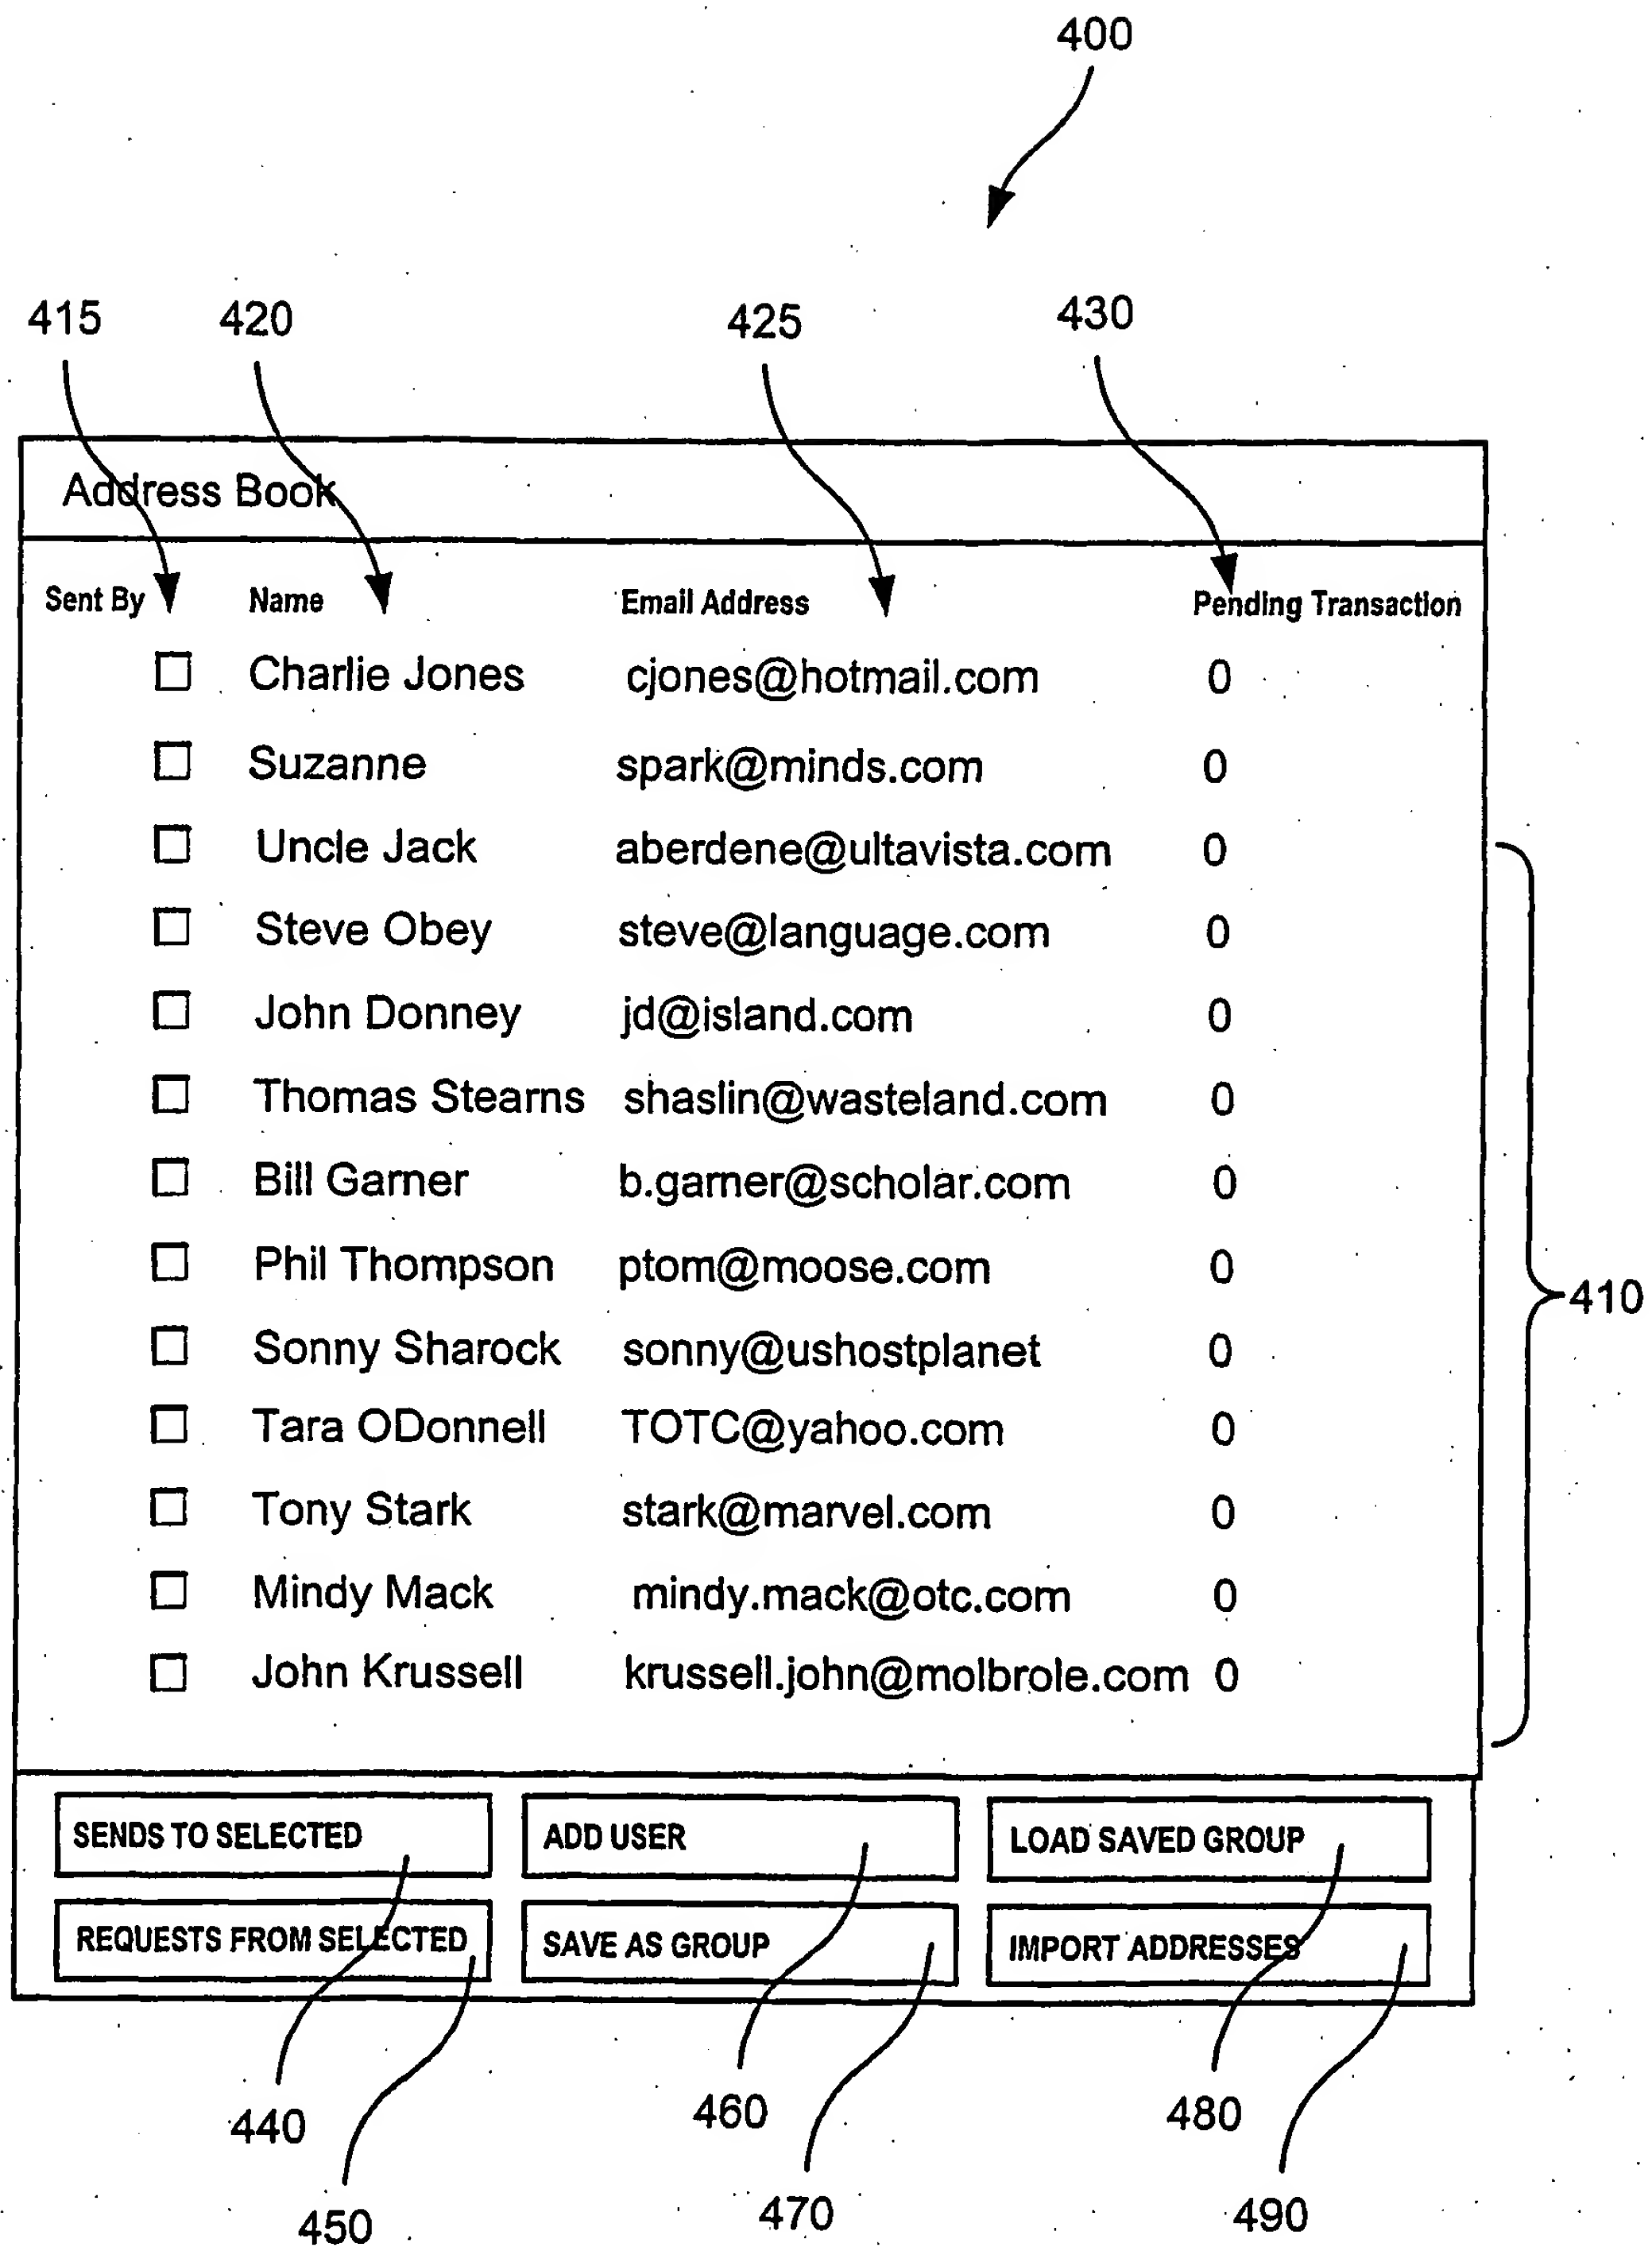 400
415 420 425 430
Address Book
Sent By Name Email Address Pending Transaction
Charlie Jones cjones@hotmail.com 0
Suzanne spark@minds.com 0
Uncle Jack aberdene@ultavista.com 0
Steve Obey steve@language.com 0
John Donney jd@island.com 0
Thomas Stearns shaslin@wasteland.com 0
Bill Garner b.garner@scholar.com 0
Phil Thompson ptom@moose.com 0
410
Sonny Sharock sonny@ushostplanet 0
Tara ODonnell TOTC@yahoo.com 0
Tony Stark stark@marvel.com 0
Mindy Mack mindy.mack@otc.com 0
John Krussell krussell.john@molbrole.com 0
SENDS TO SELECTED ADD USER LOAD SAVED GROUP
REQUESTS FROM SELECTED SAVE AS GROUP IMPORT ADDRESSES
440 460 480
450 470 490